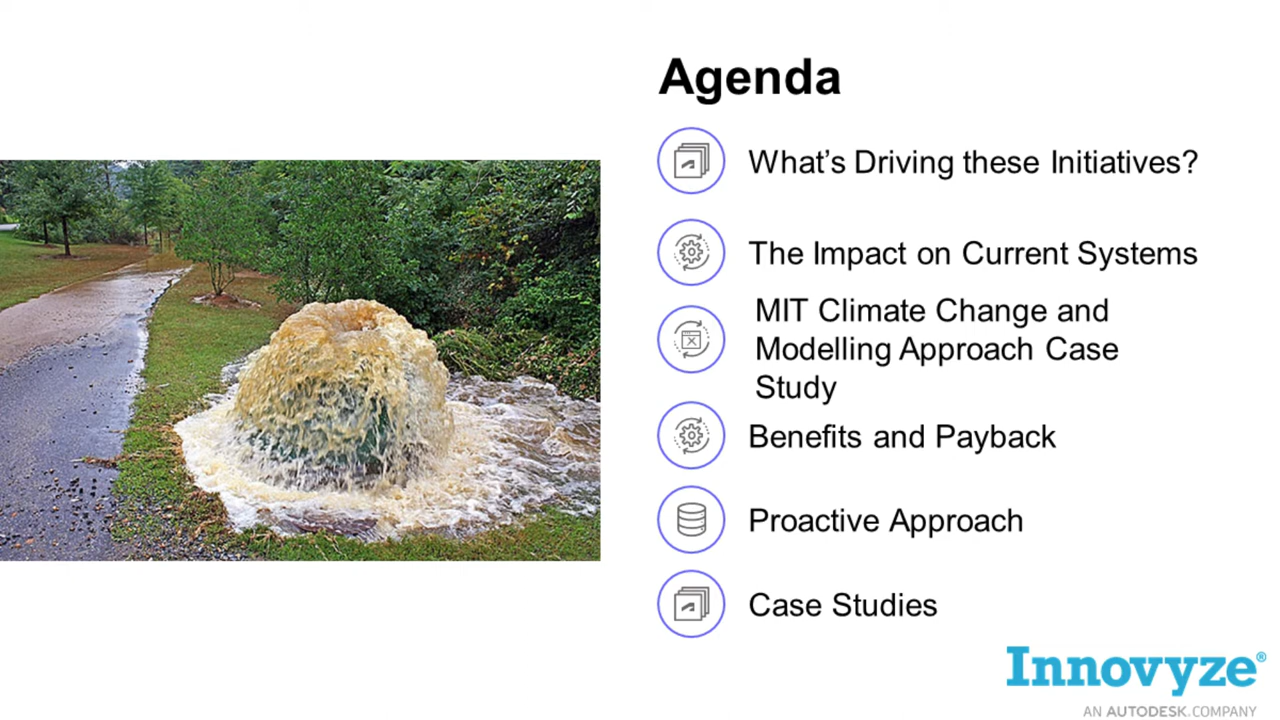 Agenda
What's Driving these Initiatives?
The Impact on Current Systems
MIT Climate Change and
Modelling Approach Case
Study
Benefits and Payback
Proactive Approach
Case Studies
Innovyze®
AN AUTODESK COMPANY